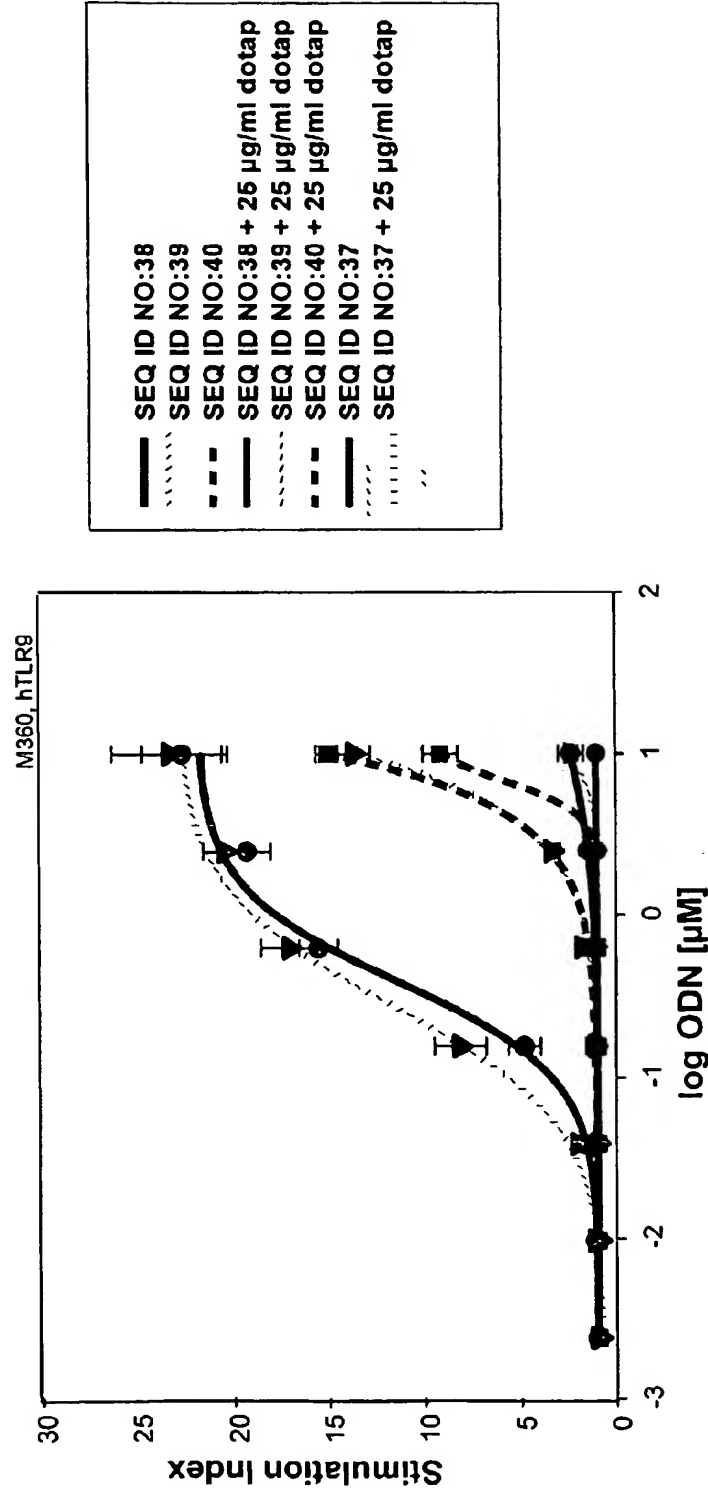 M360, hTLR9
Stimulation Index
30
25
20
15
10
5
0
-3
-2
-1
0
1
2
log ODN [µM]
SEQ ID NO:38
SEQ ID NO:39
SEQ ID NO:40
SEQ ID NO:38 + 25 µg/ml dotap
SEQ ID NO:39 + 25 µg/ml dotap
SEQ ID NO:40 + 25 µg/ml dotap
SEQ ID NO:37
SEQ ID NO:37 + 25 µg/ml dotap